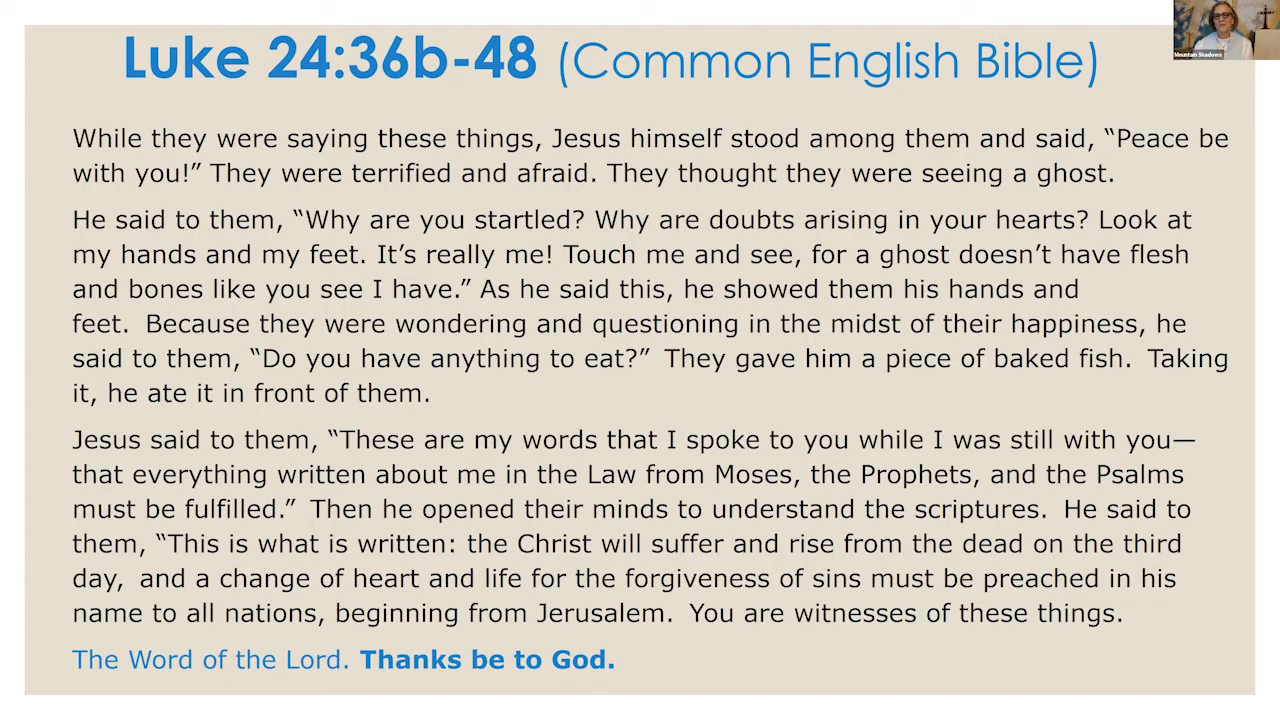 Luke 24:36b-48 (Common English Bible)
Mountain Shadows
While they were saying these things, Jesus himself stood among them and said, “Peace be
with you!” They were terrified and afraid. They thought they were seeing a ghost.
He said to them, “Why are you startled? Why are doubts arising in your hearts? Look at
my hands and my feet. It’s really me! Touch me and see, for a ghost doesn’t have flesh
and bones like you see I have.” As he said this, he showed them his hands and
feet.  Because they were wondering and questioning in the midst of their happiness, he
said to them, “Do you have anything to eat?”  They gave him a piece of baked fish.  Taking
it, he ate it in front of them.
Jesus said to them, “These are my words that I spoke to you while I was still with you—
that everything written about me in the Law from Moses, the Prophets, and the Psalms
must be fulfilled.”  Then he opened their minds to understand the scriptures.  He said to
them, “This is what is written: the Christ will suffer and rise from the dead on the third
day,  and a change of heart and life for the forgiveness of sins must be preached in his
name to all nations, beginning from Jerusalem.  You are witnesses of these things.
The Word of the Lord. Thanks be to God.